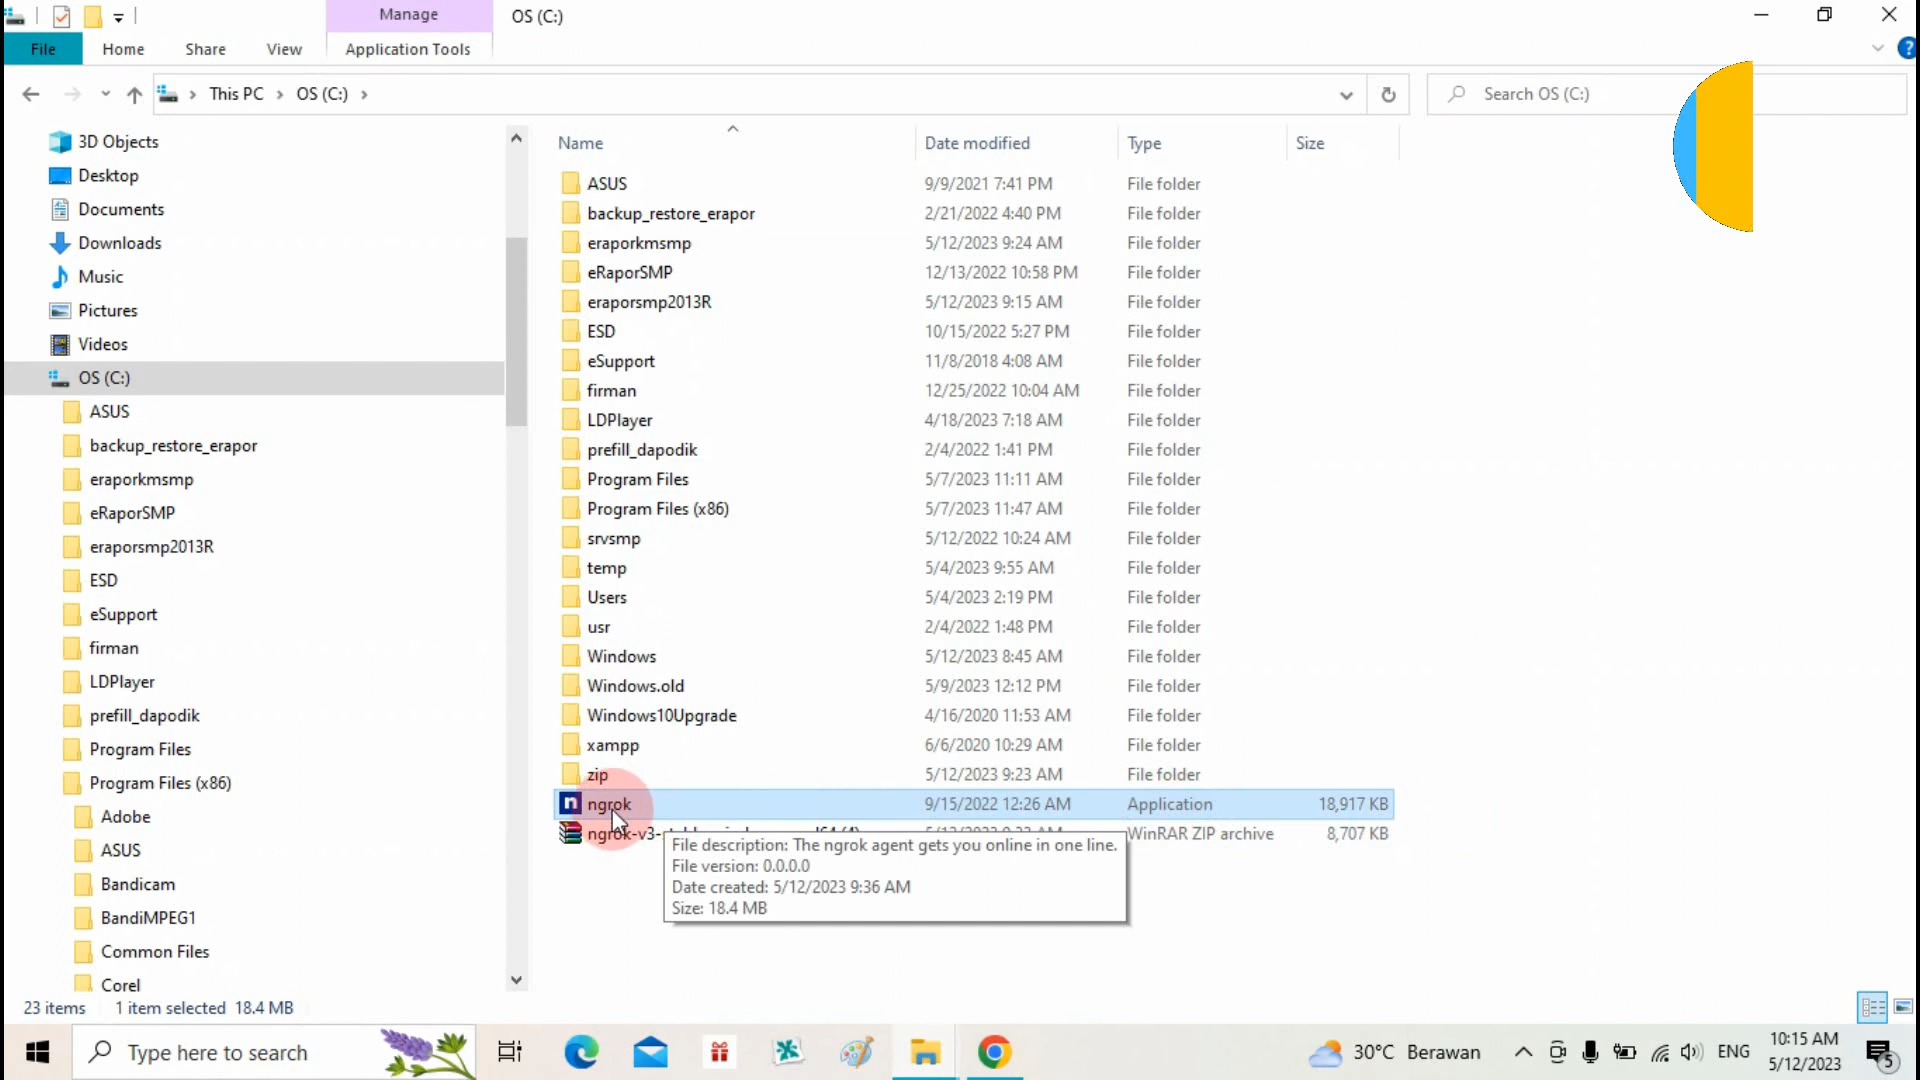 Manage
OS (C:)
File
Home
Share
View
Application Tools
?
This PC
OS (C:)
Search OS (C:)
3D Objects
Desktop
Documents
Downloads
Music
Pictures
Videos
OS (C:)
ASUS
backup_restore_erapor
eraporkmsmp
eRaporSMP
eraporsmp2013R
ESD
eSupport
firman
LDPlayer
prefill_dapodik
Program Files
Program Files (x86)
Adobe
ASUS
Bandicam
BandiMPEG1
Common Files
Corel
Name Date modified Type Size
ASUS 9/9/2021 7:41 PM File folder
backup_restore_erapor 2/21/2022 4:40 PM File folder
eraporkmsmp 5/12/2023 9:24 AM File folder
eRaporSMP 12/13/2022 10:58 PM File folder
eraporsmp2013R 5/12/2023 9:15 AM File folder
ESD 10/15/2022 5:27 PM File folder
eSupport 11/8/2018 4:08 AM File folder
firman 12/25/2022 10:04 AM File folder
LDPlayer 4/18/2023 7:18 AM File folder
prefill_dapodik 2/4/2022 1:41 PM File folder
Program Files 5/7/2023 11:11 AM File folder
Program Files (x86) 5/7/2023 11:47 AM File folder
srvsmp 5/12/2022 10:24 AM File folder
temp 5/4/2023 9:55 AM File folder
Users 5/4/2023 2:19 PM File folder
usr 2/4/2022 1:48 PM File folder
Windows 5/12/2023 8:45 AM File folder
Windows.old 5/9/2023 12:12 PM File folder
Windows10Upgrade 4/16/2020 11:53 AM File folder
xampp 6/6/2020 10:29 AM File folder
zip 5/12/2023 9:23 AM File folder
n ngrok 9/15/2022 12:26 AM Application 18,917 KB
ngrok-v3- WinRAR ZIP archive 8,707 KB
File description: The ngrok agent gets you online in one line.
File version: 0.0.0.0
Date created: 5/12/2023 9:36 AM
Size: 18.4 MB
23 items 1 item selected 18.4 MB
Type here to search
30°C Berawan
ENG
10:15 AM
5/12/2023
5